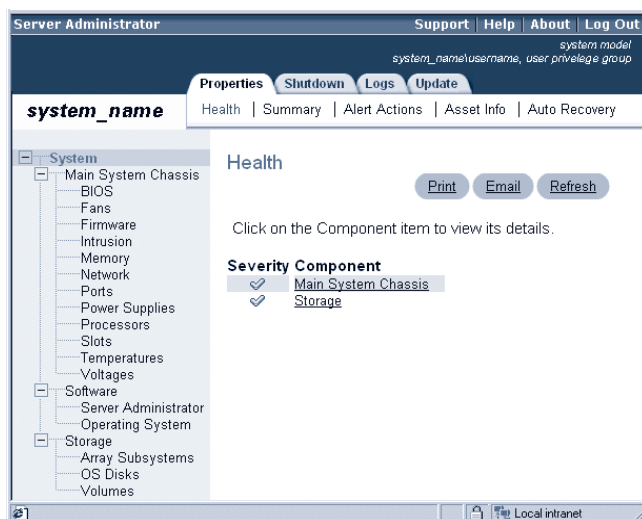 Server Administrator
Support | Help | About | Log Out
system model
system_name\username, user privelege group
Properties Shutdown Logs Update
system_name
Health | Summary | Alert Actions | Asset Info | Auto Recovery
System
Main System Chassis
BIOS
Fans
Firmware
Intrusion
Memory
Network
Ports
Power Supplies
Processors
Slots
Temperatures
Voltages
Software
Server Administrator
Operating System
Storage
Array Subsystems
OS Disks
Volumes
Health
Print Email Refresh
Click on the Component item to view its details.
Severity Component
Main System Chassis
Storage
Local intranet